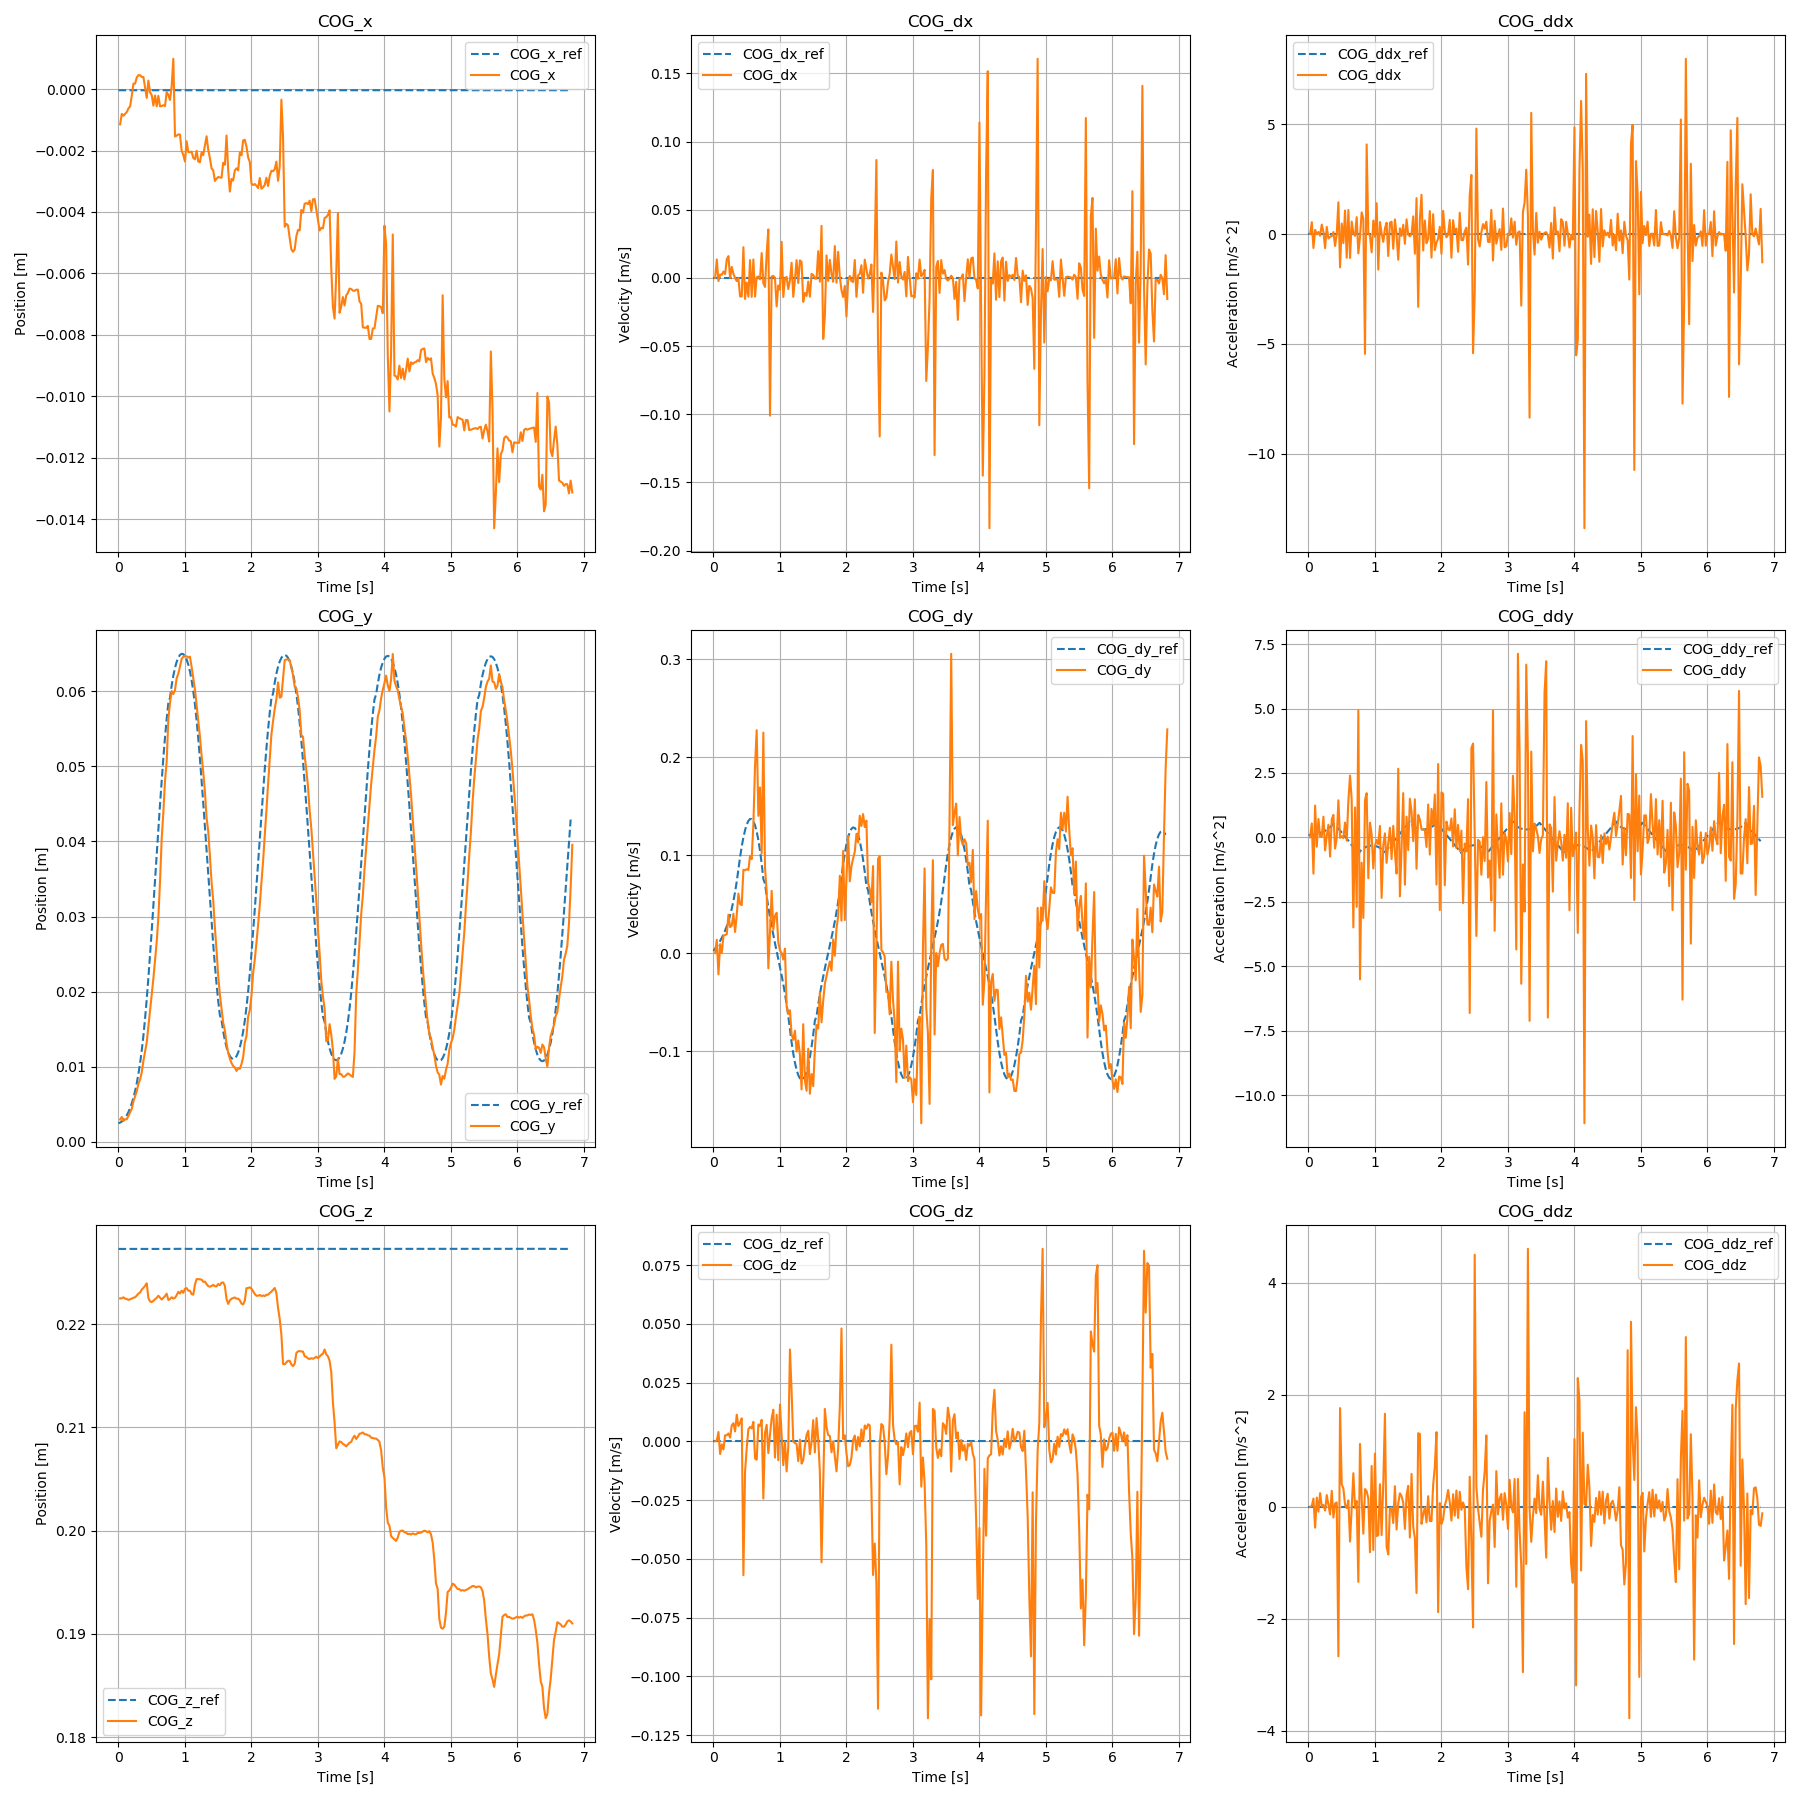 COG_x
COG_x_ref
COG_x
Position [m]
0.000
−0.002
−0.004
−0.006
−0.008
−0.010
−0.012
−0.014
0 1 2 3 4 5 6 7
Time [s]
COG_dx
COG_dx_ref
COG_dx
Velocity [m/s]
0.15
0.10
0.05
0.00
−0.05
−0.10
−0.15
−0.20
0 1 2 3 4 5 6 7
Time [s]
COG_ddx
COG_ddx_ref
COG_ddx
Acceleration [m/s^2]
5
0
−5
−10
0 1 2 3 4 5 6 7
Time [s]
COG_y
COG_y_ref
COG_y
Position [m]
0.06
0.05
0.04
0.03
0.02
0.01
0.00
0 1 2 3 4 5 6 7
Time [s]
COG_dy
COG_dy_ref
COG_dy
Velocity [m/s]
0.3
0.2
0.1
0.0
−0.1
0 1 2 3 4 5 6 7
Time [s]
COG_ddy
COG_ddy_ref
COG_ddy
Acceleration [m/s^2]
7.5
5.0
2.5
0.0
−2.5
−5.0
−7.5
−10.0
0 1 2 3 4 5 6 7
Time [s]
COG_z
COG_z_ref
COG_z
Position [m]
0.22
0.21
0.20
0.19
0.18
0 1 2 3 4 5 6 7
Time [s]
COG_dz
COG_dz_ref
COG_dz
Velocity [m/s]
0.075
0.050
0.025
0.000
−0.025
−0.050
−0.075
−0.100
−0.125
0 1 2 3 4 5 6 7
Time [s]
COG_ddz
COG_ddz_ref
COG_ddz
Acceleration [m/s^2]
4
2
0
−2
−4
0 1 2 3 4 5 6 7
Time [s]